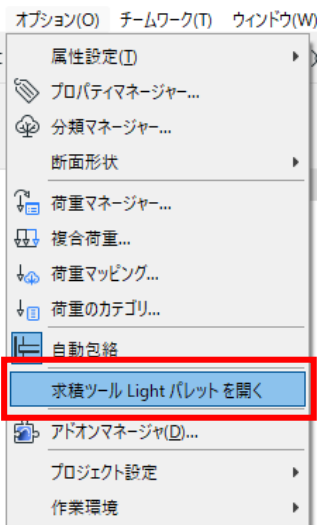 オプション(O) チームワーク(T) ウィンドウ(W)
属性設定(T)
プロパティマネージャー...
分類マネージャー...
断面形状
荷重マネージャー...
複合荷重...
荷重マッピング...
荷重のカテゴリ...
自動包絡
求積ツール Light パレット を開く
アドオンマネージャ(D)...
プロジェクト設定
作業環境